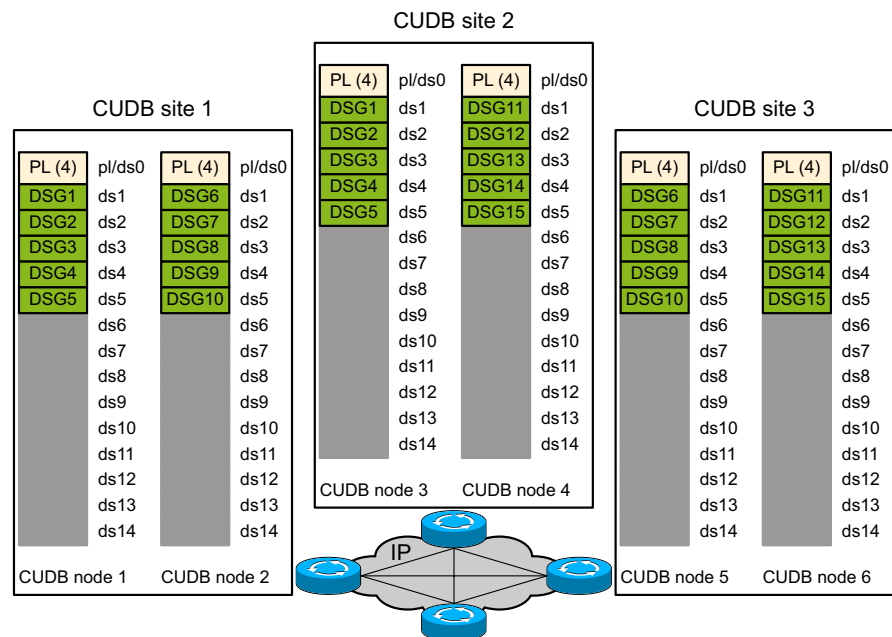 CUDB site 2
PL (4) pl/ds0 PL (4) pl/ds0
DSG1 ds1 DSG11 ds1
DSG2 ds2 DSG12 ds2
DSG3 ds3 DSG13 ds3
DSG4 ds4 DSG14 ds4
DSG5 ds5 DSG15 ds5
ds6 ds6
ds7 ds7
ds8 ds8
ds9 ds9
ds10 ds10
ds11 ds11
ds12 ds12
ds13 ds13
ds14 ds14
CUDB node 3 CUDB node 4
CUDB site 1
PL (4) pl/ds0 PL (4) pl/ds0
DSG1 ds1 DSG6 ds1
DSG2 ds2 DSG7 ds2
DSG3 ds3 DSG8 ds3
DSG4 ds4 DSG9 ds4
DSG5 ds5 DSG10 ds5
ds6 ds6
ds7 ds7
ds8 ds8
ds9 ds9
ds10 ds10
ds11 ds11
ds12 ds12
ds13 ds13
ds14 ds14
CUDB node 1 CUDB node 2
CUDB site 3
PL (4) pl/ds0 PL (4) pl/ds0
DSG6 ds1 DSG11 ds1
DSG7 ds2 DSG12 ds2
DSG8 ds3 DSG13 ds3
DSG9 ds4 DSG14 ds4
DSG10 ds5 DSG15 ds5
ds6 ds6
ds7 ds7
ds8 ds8
ds9 ds9
ds10 ds10
ds11 ds11
ds12 ds12
ds13 ds13
ds14 ds14
CUDB node 5 CUDB node 6
IP